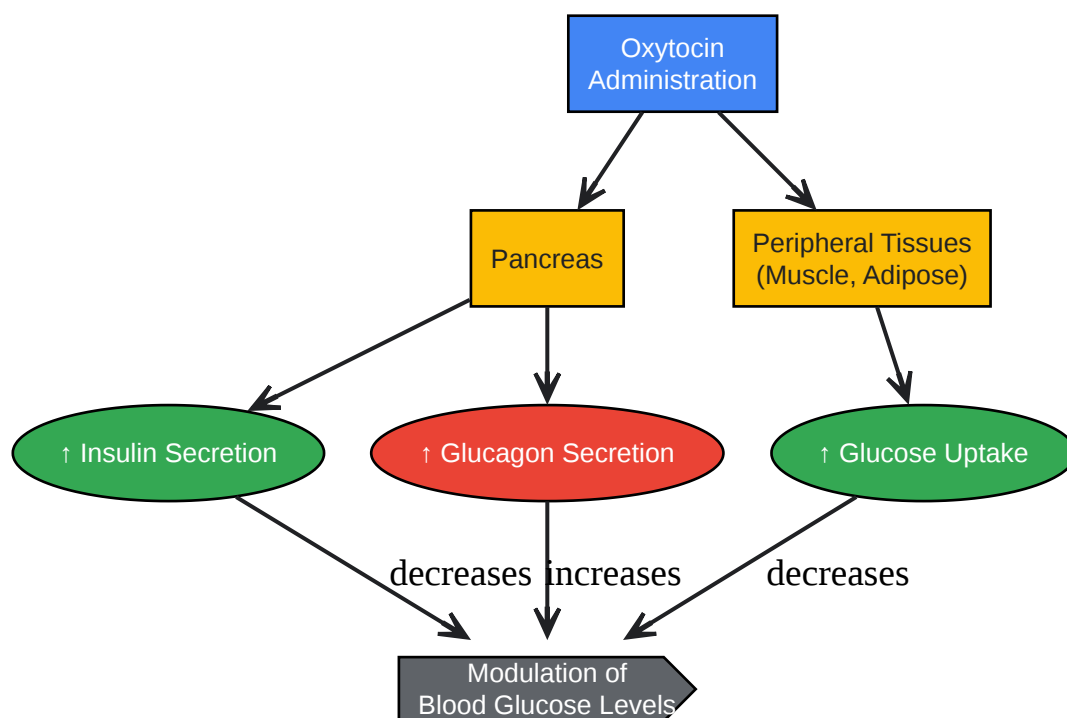 Oxytocin
Administration
Pancreas
Peripheral Tissues
(Muscle, Adipose)
↑ Insulin Secretion
↑ Glucagon Secretion
↑ Glucose Uptake
decreases
increases
decreases
Modulation of
Blood Glucose Levels